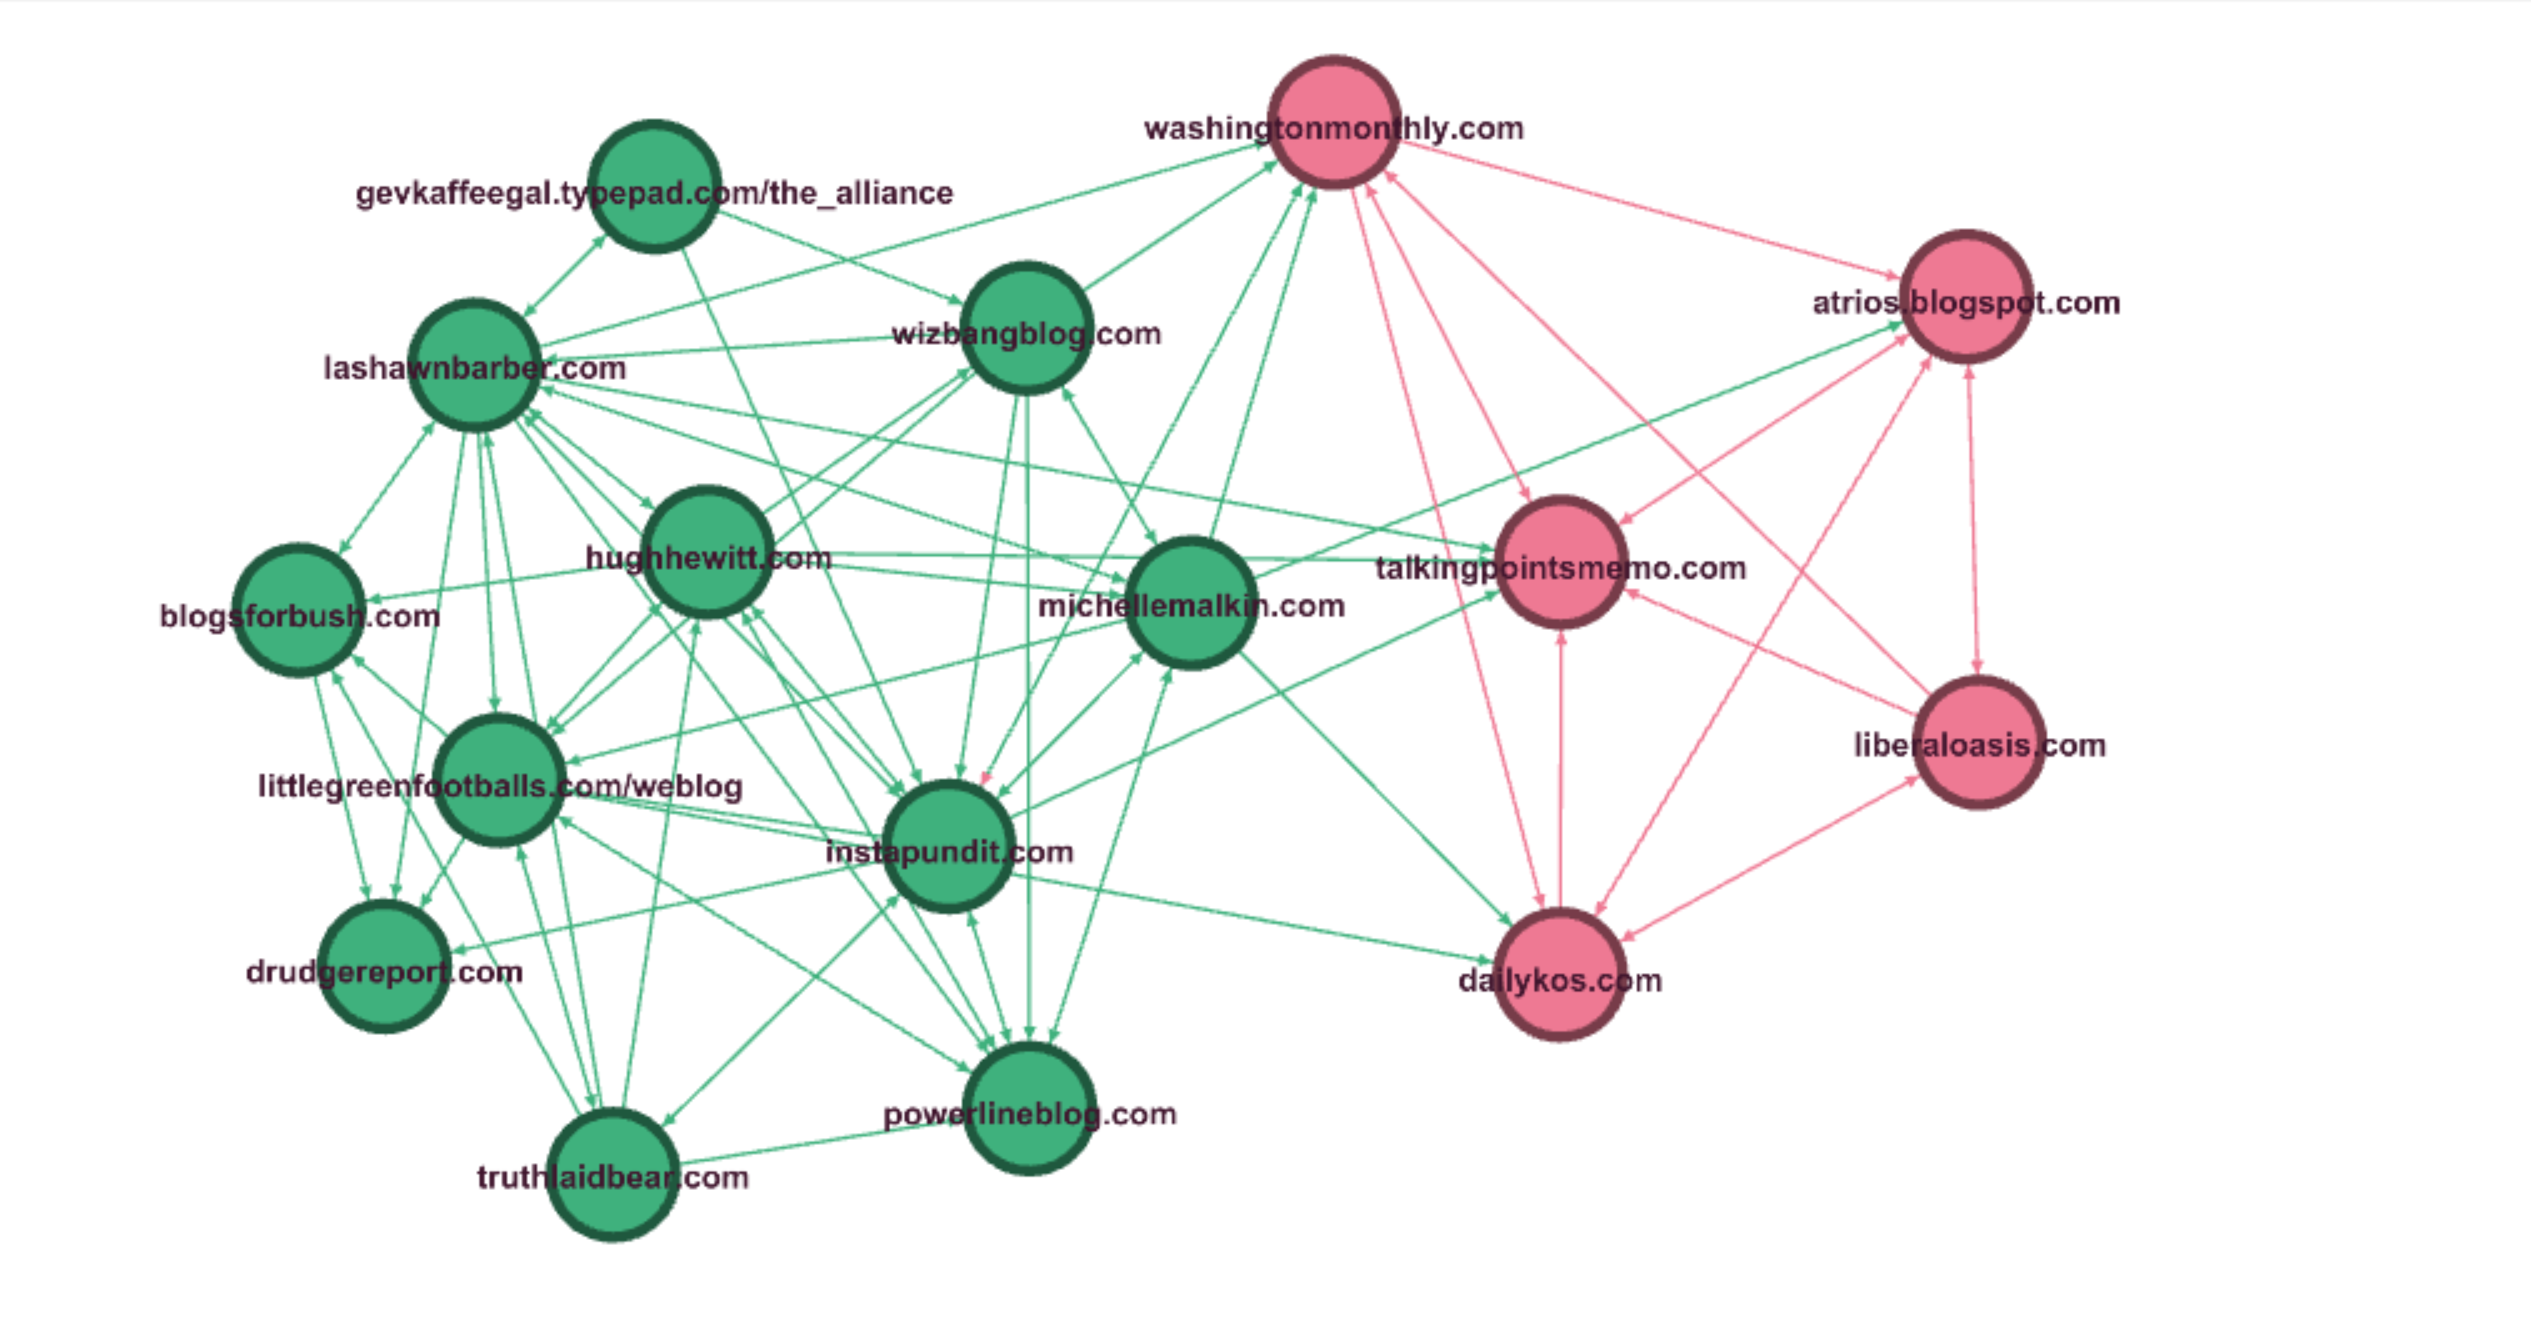 washingtonmonthly.com
gevkaffeegal.typepad.com/the_alliance
atrios.blogspot.com
wizbangblog.com
lashawnbarber.com
hughhewitt.com
talkingpointsmemo.com
michellemalkin.com
blogsforbush.com
liberaloasis.com
littlegreenfootballs.com/weblog
instapundit.com
drudgereport.com
dailykos.com
powerlineblog.com
truthlaidbear.com